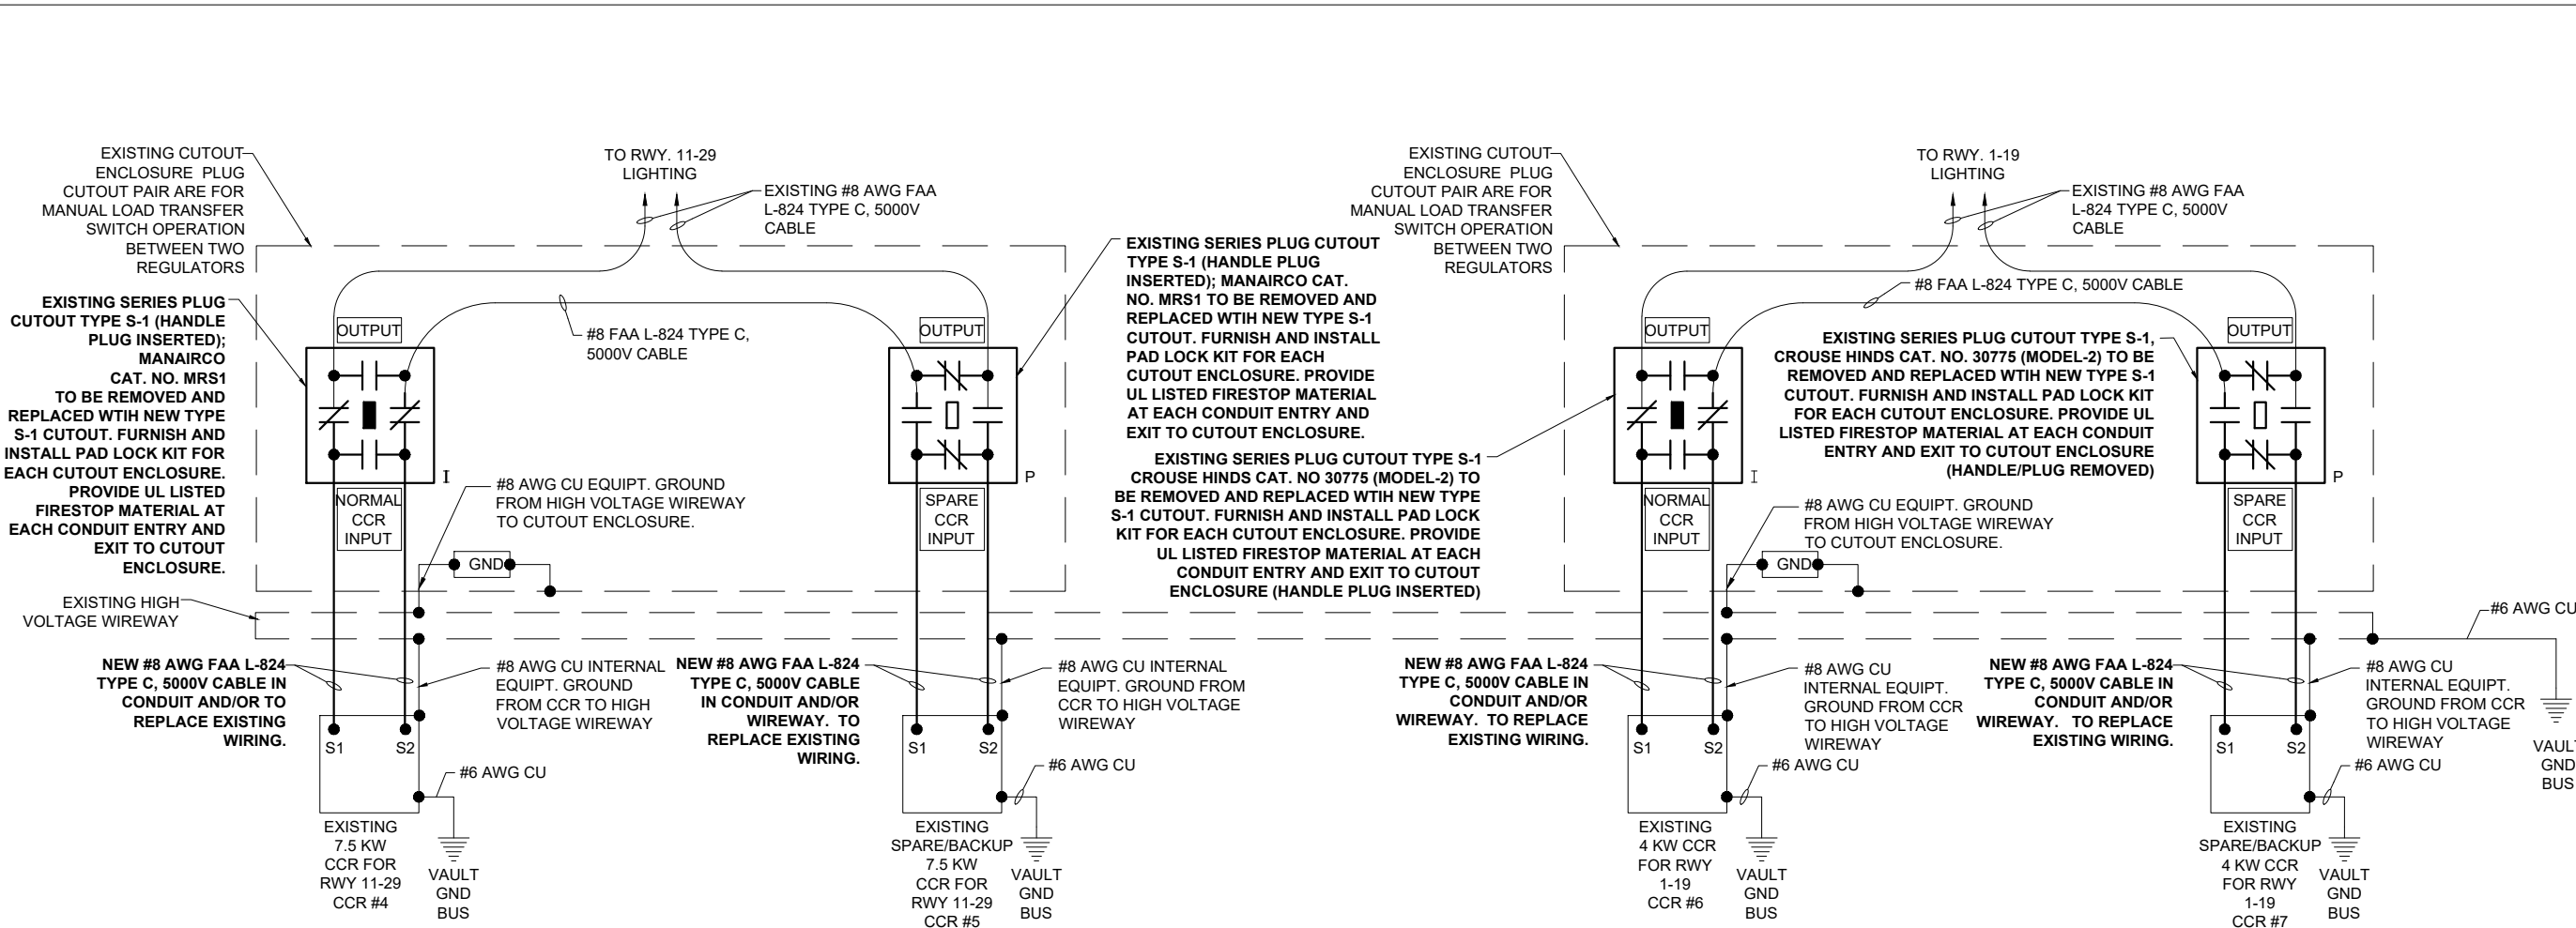 EXISTING CUTOUT
ENCLOSURE PLUG
CUTOUT PAIR ARE FOR
MANUAL LOAD TRANSFER
SWITCH OPERATION
BETWEEN TWO
REGULATORS
EXISTING SERIES PLUG
CUTOUT TYPE S-1 (HANDLE
PLUG INSERTED);
MANAIRCO
CAT. NO. MRS1
TO BE REMOVED AND
REPLACED WTIH NEW TYPE
S-1 CUTOUT. FURNISH AND
INSTALL PAD LOCK KIT FOR
EACH CUTOUT ENCLOSURE.
PROVIDE UL LISTED
FIRESTOP MATERIAL AT
EACH CONDUIT ENTRY AND
EXIT TO CUTOUT
ENCLOSURE.
EXISTING HIGH
VOLTAGE WIREWAY
TO RWY. 11-29
LIGHTING
EXISTING #8 AWG FAA
L-824 TYPE C, 5000V
CABLE
#8 FAA L-824 TYPE C,
5000V CABLE
OUTPUT
I
NORMAL
CCR
INPUT
#8 AWG CU EQUIPT. GROUND
FROM HIGH VOLTAGE WIREWAY
TO CUTOUT ENCLOSURE.
GND
OUTPUT
P
SPARE
CCR
INPUT
EXISTING SERIES PLUG CUTOUT
TYPE S-1 (HANDLE PLUG
INSERTED); MANAIRCO CAT.
NO. MRS1 TO BE REMOVED AND
REPLACED WTIH NEW TYPE S-1
CUTOUT. FURNISH AND INSTALL
PAD LOCK KIT FOR EACH
CUTOUT ENCLOSURE. PROVIDE
UL LISTED FIRESTOP MATERIAL
AT EACH CONDUIT ENTRY AND
EXIT TO CUTOUT ENCLOSURE.
NEW #8 AWG FAA L-824
TYPE C, 5000V CABLE IN
CONDUIT AND/OR TO
REPLACE EXISTING
WIRING.
S1
S2
#8 AWG CU INTERNAL
EQUIPT. GROUND
FROM CCR TO HIGH
VOLTAGE WIREWAY
#6 AWG CU
EXISTING
7.5 KW
CCR FOR
RWY 11-29
CCR #4
VAULT
GND
BUS
NEW #8 AWG FAA L-824
TYPE C, 5000V CABLE
IN CONDUIT AND/OR
WIREWAY. TO
REPLACE EXISTING
WIRING.
S1
S2
#8 AWG CU INTERNAL
EQUIPT. GROUND FROM
CCR TO HIGH VOLTAGE
WIREWAY
#6 AWG CU
EXISTING
SPARE/BACKUP
7.5 KW
CCR FOR
RWY 11-29
CCR #5
VAULT
GND
BUS
EXISTING CUTOUT
ENCLOSURE PLUG
CUTOUT PAIR ARE FOR
MANUAL LOAD TRANSFER
SWITCH OPERATION
BETWEEN TWO
REGULATORS
EXISTING SERIES PLUG CUTOUT TYPE S-1
CROUSE HINDS CAT. NO 30775 (MODEL-2) TO
BE REMOVED AND REPLACED WTIH NEW TYPE
S-1 CUTOUT. FURNISH AND INSTALL PAD LOCK
KIT FOR EACH CUTOUT ENCLOSURE. PROVIDE
UL LISTED FIRESTOP MATERIAL AT EACH
CONDUIT ENTRY AND EXIT TO CUTOUT
ENCLOSURE (HANDLE PLUG INSERTED)
TO RWY. 1-19
LIGHTING
EXISTING #8 AWG FAA
L-824 TYPE C, 5000V
CABLE
#8 FAA L-824 TYPE C, 5000V CABLE
OUTPUT
I
NORMAL
CCR
INPUT
EXISTING SERIES PLUG CUTOUT TYPE S-1,
CROUSE HINDS CAT. NO. 30775 (MODEL-2) TO BE
REMOVED AND REPLACED WTIH NEW TYPE S-1
CUTOUT. FURNISH AND INSTALL PAD LOCK KIT
FOR EACH CUTOUT ENCLOSURE. PROVIDE UL
LISTED FIRESTOP MATERIAL AT EACH CONDUIT
ENTRY AND EXIT TO CUTOUT ENCLOSURE
(HANDLE/PLUG REMOVED)
#8 AWG CU EQUIPT. GROUND
FROM HIGH VOLTAGE WIREWAY
TO CUTOUT ENCLOSURE.
GND
OUTPUT
P
SPARE
CCR
INPUT
NEW #8 AWG FAA L-824
TYPE C, 5000V CABLE IN
CONDUIT AND/OR
WIREWAY. TO REPLACE
EXISTING WIRING.
S1
S2
#8 AWG CU
INTERNAL EQUIPT.
GROUND FROM CCR
TO HIGH VOLTAGE
WIREWAY
#6 AWG CU
EXISTING
4 KW CCR
FOR RWY
1-19
CCR #6
VAULT
GND
BUS
NEW #8 AWG FAA L-824
TYPE C, 5000V CABLE IN
CONDUIT AND/OR
WIREWAY. TO REPLACE
EXISTING WIRING.
S1
S2
#8 AWG CU
INTERNAL EQUIPT.
GROUND FROM CCR
TO HIGH VOLTAGE
WIREWAY
#6 AWG CU
EXISTING
SPARE/BACKUP
4 KW CCR
FOR RWY
1-19
CCR #7
VAULT
GND
BUS
#6 AWG CU
VAULT
GND
BUS